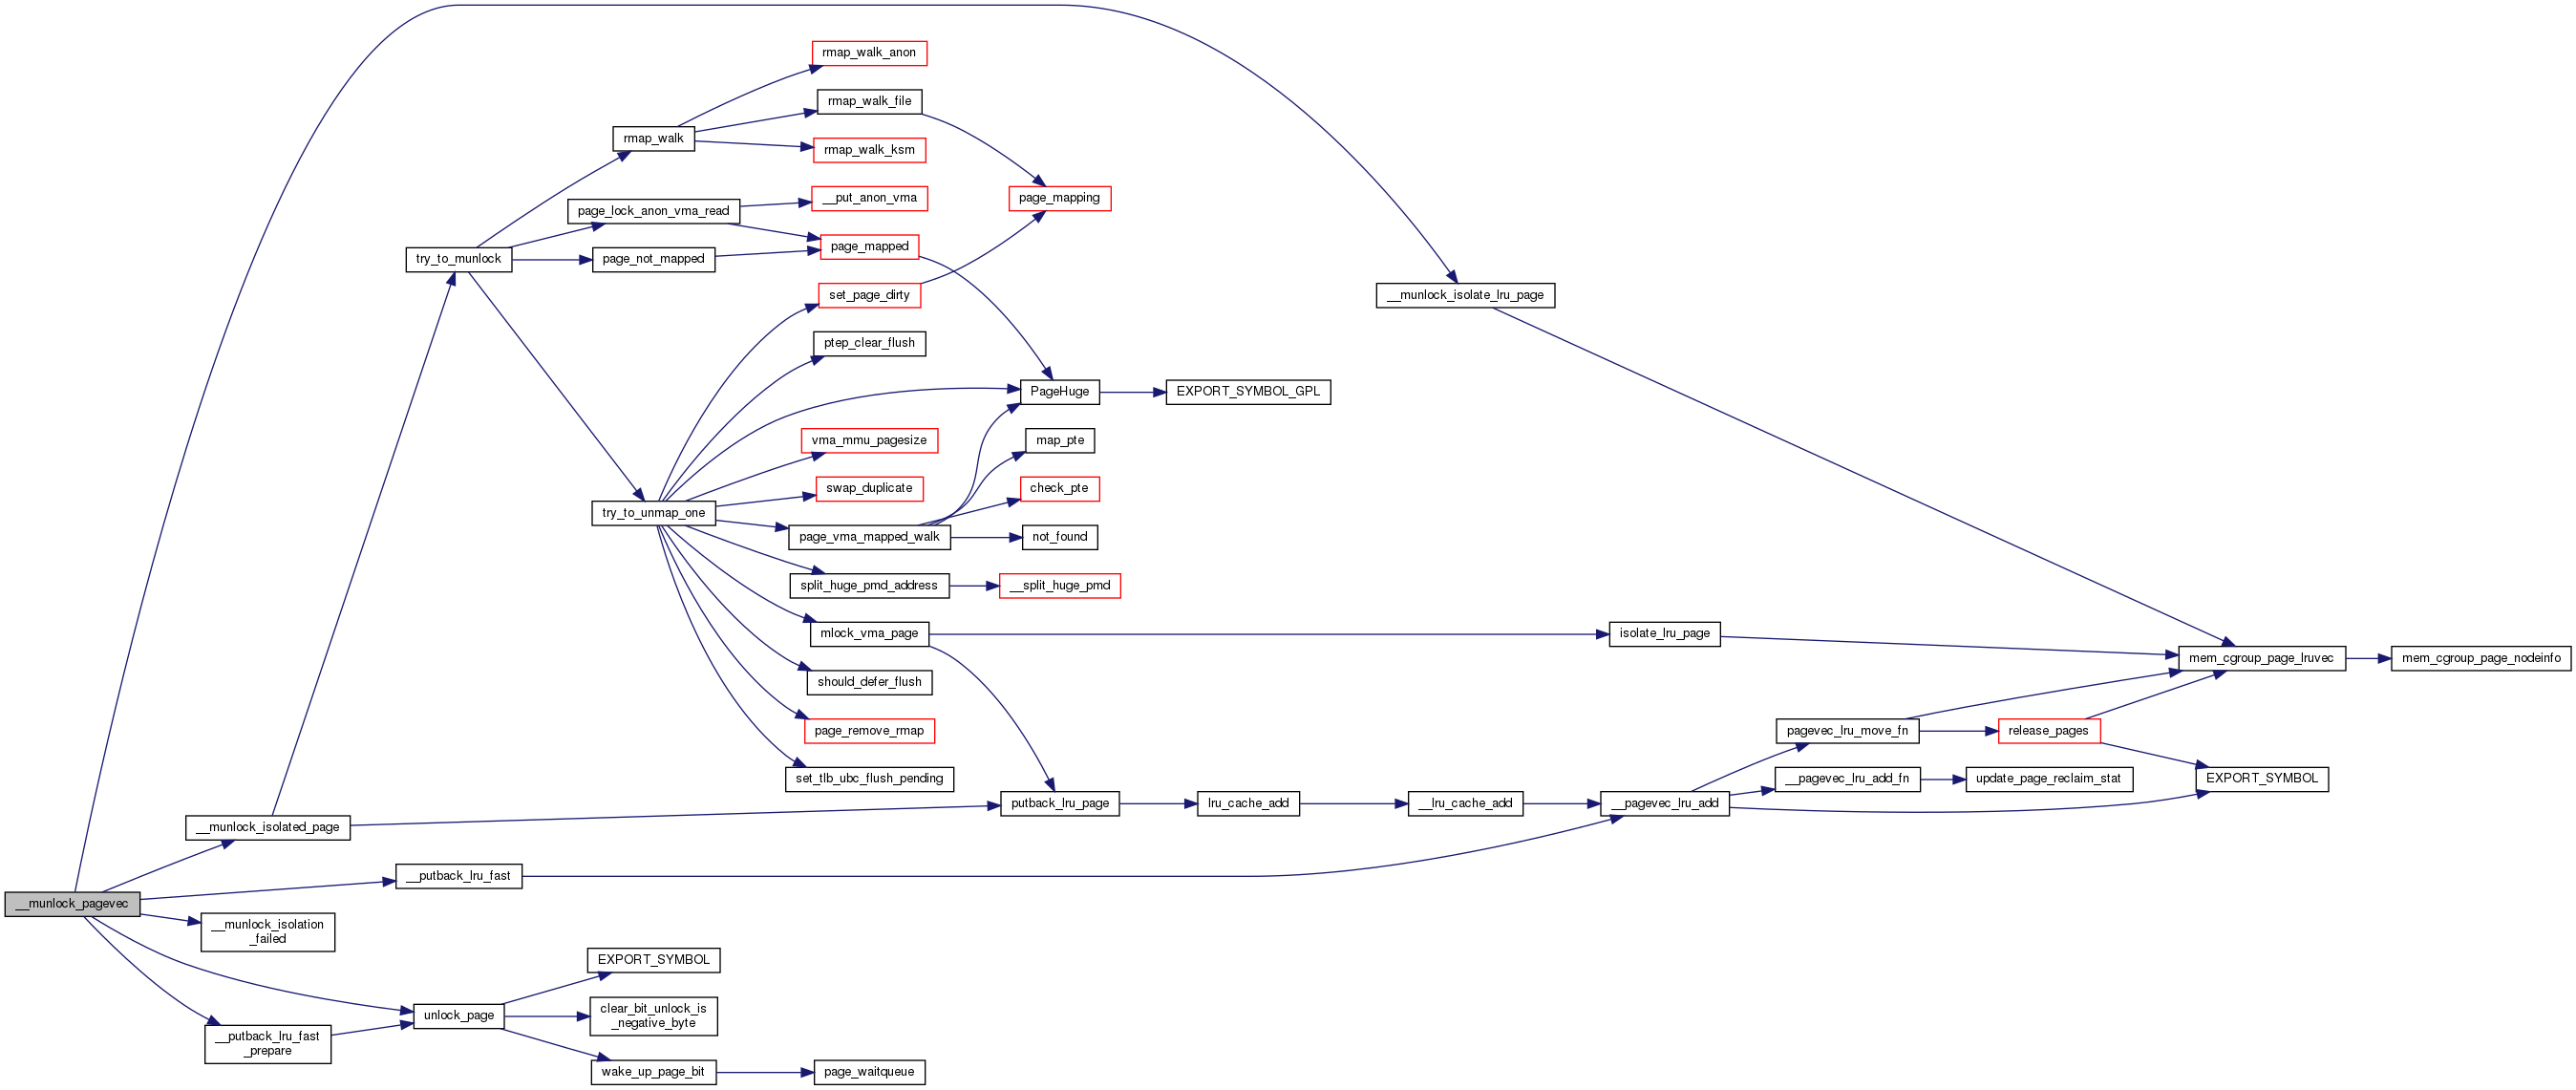 rmap_walk_anon
rmap_walk_file
rmap_walk
rmap_walk_ksm
__put_anon_vma
page_mapping
page_lock_anon_vma_read
page_mapped
try_to_munlock
page_not_mapped
set_page_dirty
__munlock_isolate_lru_page
ptep_clear_flush
PageHuge
EXPORT_SYMBOL_GPL
vma_mmu_pagesize
map_pte
swap_duplicate
check_pte
try_to_unmap_one
page_vma_mapped_walk
not_found
split_huge_pmd_address
__split_huge_pmd
mlock_vma_page
isolate_lru_page
mem_cgroup_page_lruvec
mem_cgroup_page_nodeinfo
should_defer_flush
page_remove_rmap
pagevec_lru_move_fn
release_pages
set_tlb_ubc_flush_pending
__pagevec_lru_add_fn
update_page_reclaim_stat
EXPORT_SYMBOL
putback_lru_page
lru_cache_add
__lru_cache_add
__pagevec_lru_add
__munlock_isolated_page
__putback_lru_fast
__munlock_pagevec
__munlock_isolation
_failed
EXPORT_SYMBOL
clear_bit_unlock_is
_negative_byte
unlock_page
__putback_lru_fast
_prepare
wake_up_page_bit
page_waitqueue